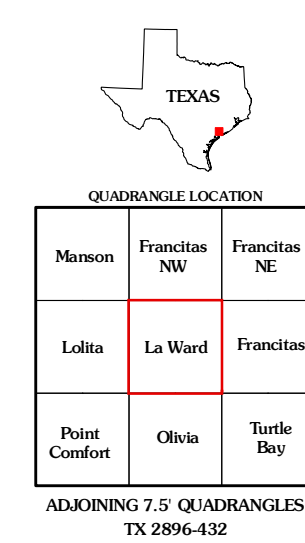 TEXAS
QUADRANGLE LOCATION
Manson
Francitas
NW
Francitas
NE
Lolita
La Ward
Francitas
Point
Comfort
Olivia
Turtle
Bay
ADJOINING 7.5' QUADRANGLES
TX 2896-432